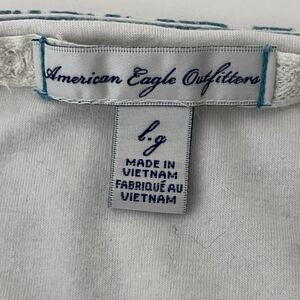 American Eagle Outfitters
l.g
MADE IN
VIETNAM
FABRIQUÉ AU
VIETNAM